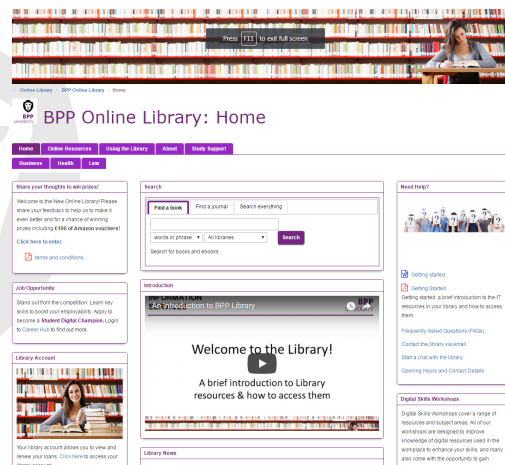 Press F11 to exit full screen
Online Library / BPP Online Library / Home
BPP
UNIVERSITY
BPP Online Library: Home
Home Online Resources Using the Library About Study Support
Business Health Law
Share your thoughts to win prizes!
Welcome to the New Online Library! Please
share your feedback to help us to make it
even better and for a chance of winning
prizes including £100 of Amazon vouchers!
Click here to enter.
terms and conditions.
Job Opportunity
Stand out from the competition. Learn key
skills to boost your employability. Apply to
become a Student Digital Champion. Login
to Career Hub to find out more.
Library Account
Your library account allows you to view and
renew your loans. Click here to access your
library account.
Search
Find a book Find a journal Search everything
words or phrase All libraries Search
Search for books and ebooks
Introduction
INFORMATION
An introduction to BPP Library
BPP
Welcome to the Library!
A brief introduction to Library
resources & how to access them
Library News
Need Help?
Getting started.
Getting Started.
Getting started: a brief introduction to the IT
resources in your library and how to access
them.
Frequently Asked Questions (FAQs).
Contact the library via email.
Start a chat with the library.
Opening Hours and Contact Details
Digital Skills Workshops
Digital Skills Workshops cover a range of
resources and subject areas. All of our
workshops are designed to improve
knowledge of digital resources used in the
workplace to enhance your skills, and many
also come with the opportunity to gain